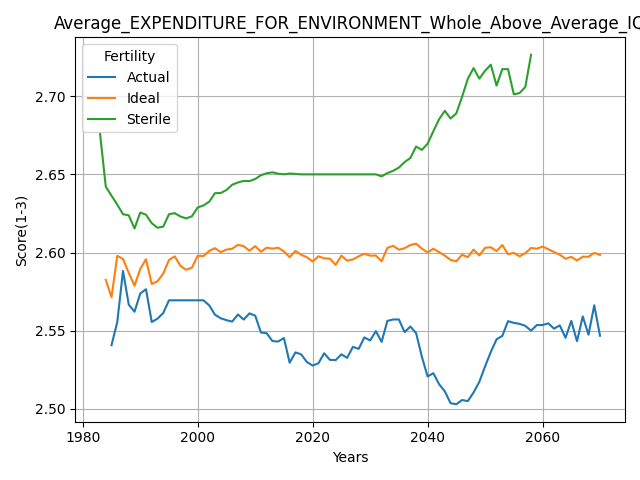 Average_EXPENDITURE_FOR_ENVIRONMENT_Whole_Above_Average_IQ
Fertility
Actual
Ideal
Sterile
Score(1-3)
2.70
2.65
2.60
2.55
2.50
1980 2000 2020 2040 2060
Years